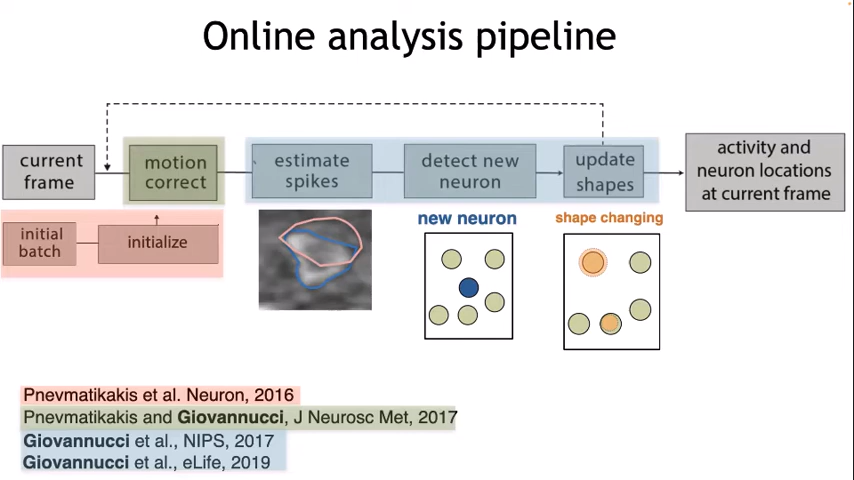 Online analysis pipeline
current
frame
motion
correct
estimate
spikes
detect new
neuron
update
shapes
activity and
neuron locations
at current frame
initial
batch
initialize
new neuron
shape changing
Pnevmatikakis et al. Neuron, 2016
Pnevmatikakis and Giovannucci, J Neurosc Met, 2017
Giovannucci et al., NIPS, 2017
Giovannucci et al., eLife, 2019